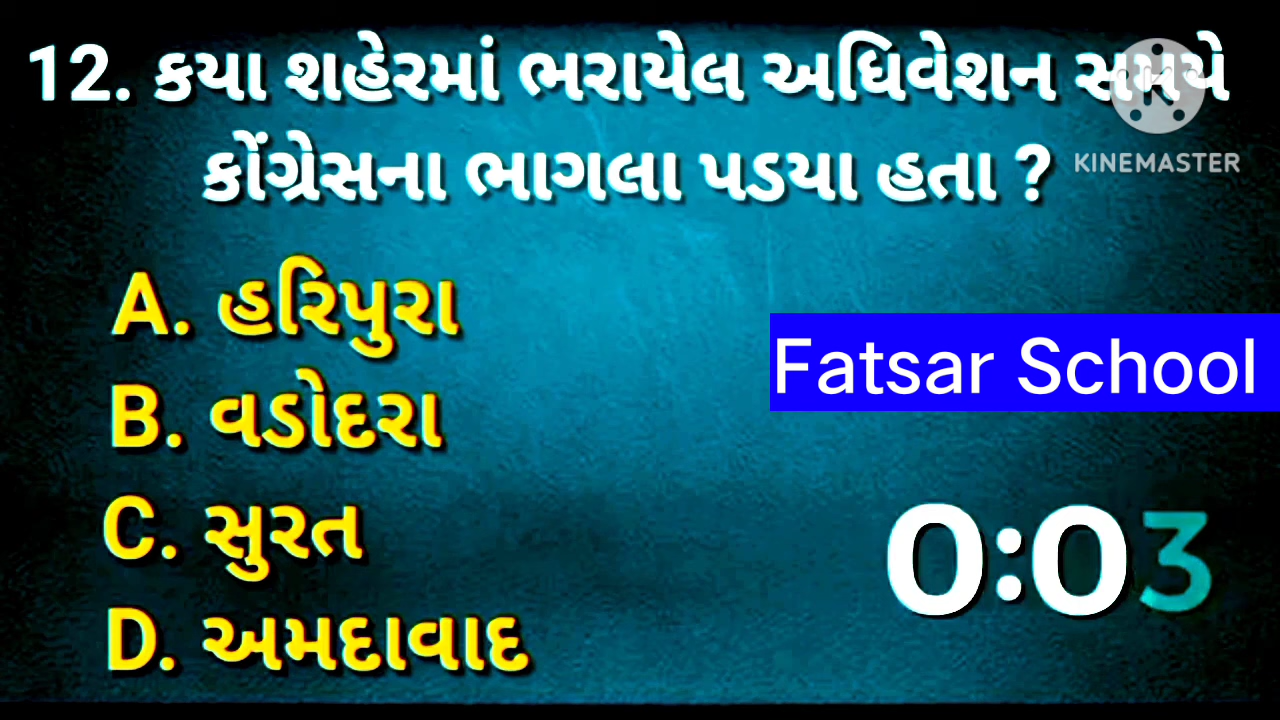 12. કયા શહેરમાં ભરાયેલ અધિવેશન સમયે
કોંગ્રેસના ભાગલા પડયા હતા ?
KINEMASTER
A. હરિપુરા
Fatsar School
B. વડોદરા
C. સુરત
0:03
D. અમદાવાદ